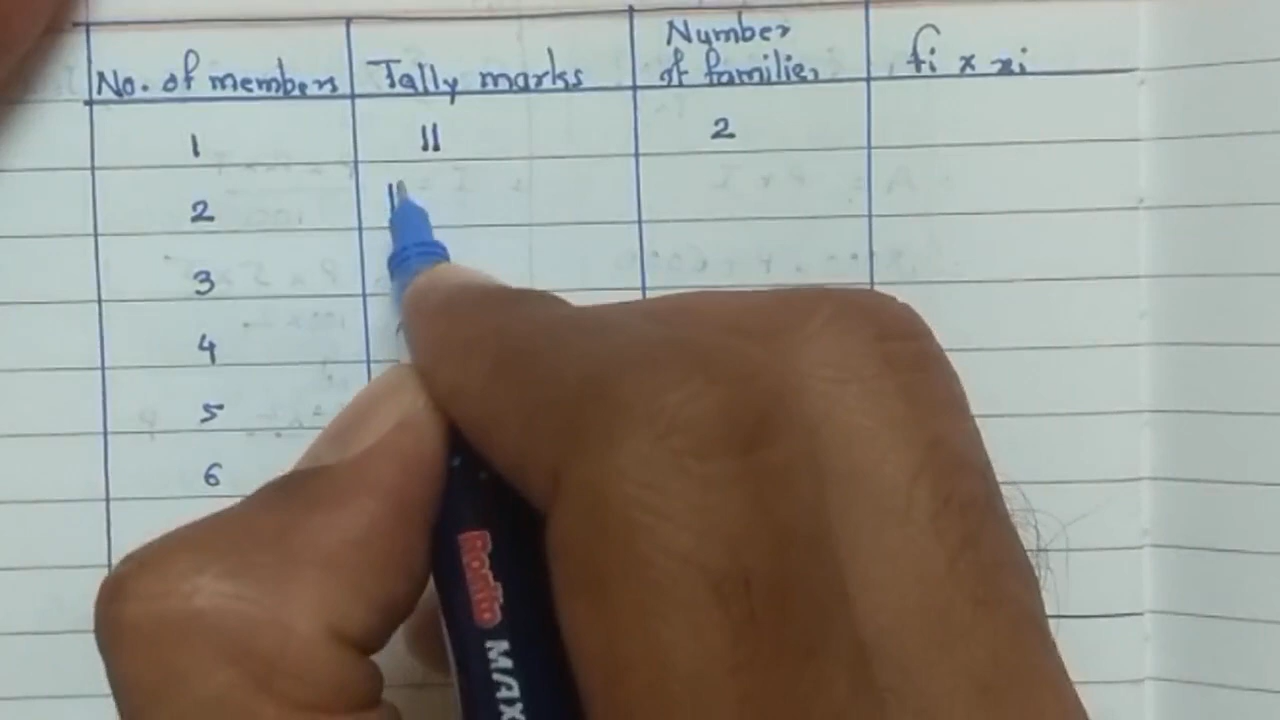 No. of members Tally marks Number of families fi × xi
1 || 2
2
3
4
5
6
Rorito MAX